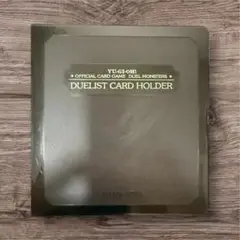 YU-GI-OH!
OFFICIAL CARD GAME DUEL MONSTERS
DUELIST CARD HOLDER